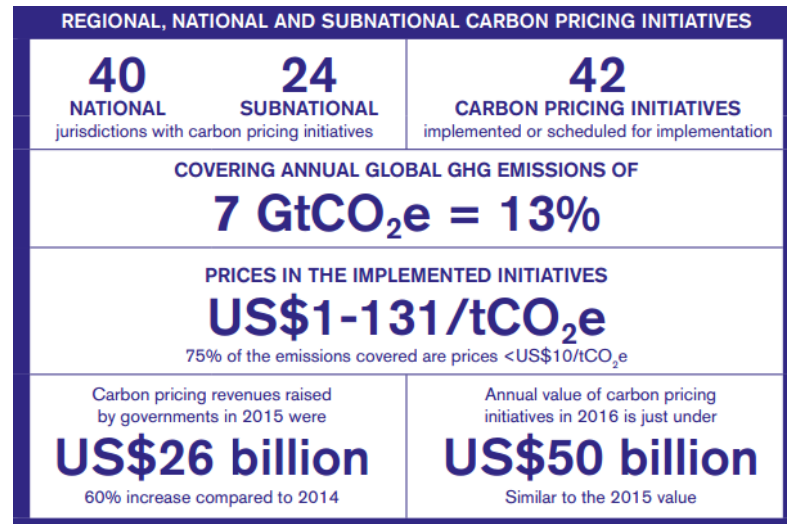 REGIONAL, NATIONAL AND SUBNATIONAL CARBON PRICING INITIATIVES
40
NATIONAL
24
SUBNATIONAL
jurisdictions with carbon pricing initiatives
42
CARBON PRICING INITIATIVES
implemented or scheduled for implementation
COVERING ANNUAL GLOBAL GHG EMISSIONS OF
7 GtCO₂e = 13%
PRICES IN THE IMPLEMENTED INITIATIVES
US$1-131/tCO₂e
75% of the emissions covered are prices <US$10/tCO₂e
Carbon pricing revenues raised
by governments in 2015 were
US$26 billion
60% increase compared to 2014
Annual value of carbon pricing
initiatives in 2016 is just under
US$50 billion
Similar to the 2015 value